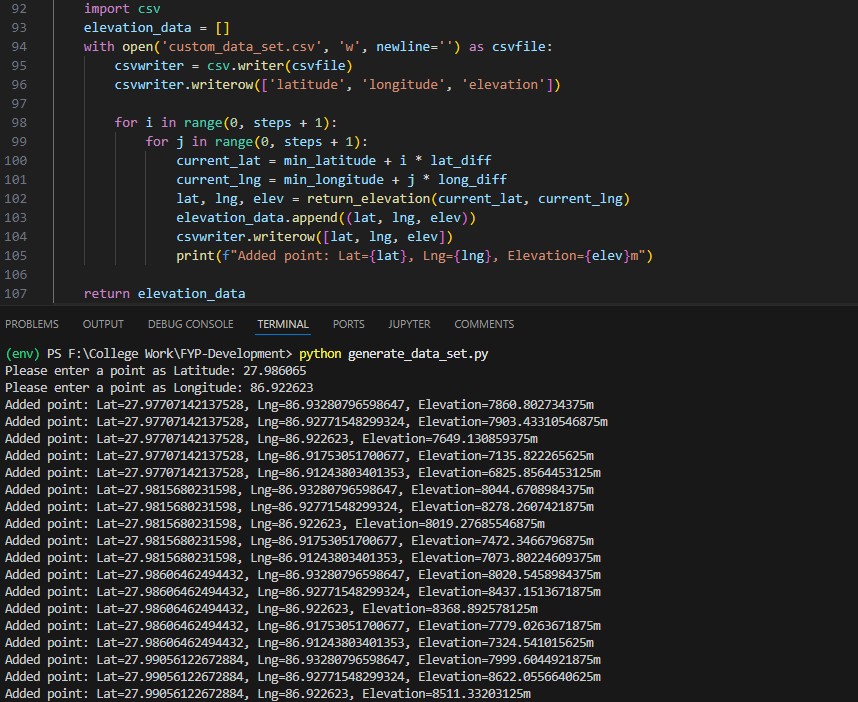 92 import csv
93 elevation_data = []
94 with open('custom_data_set.csv', 'w', newline='') as csvfile:
95 csvwriter = csv.writer(csvfile)
96 csvwriter.writerow(['latitude', 'longitude', 'elevation'])
97
98 for i in range(0, steps + 1):
99 for j in range(0, steps + 1):
100 current_lat = min_latitude + i * lat_diff
101 current_lng = min_longitude + j * long_diff
102 lat, lng, elev = return_elevation(current_lat, current_lng)
103 elevation_data.append((lat, lng, elev))
104 csvwriter.writerow([lat, lng, elev])
105 print(f"Added point: Lat={lat}, Lng={lng}, Elevation={elev}m")
106
107 return elevation_data
PROBLEMS OUTPUT DEBUG CONSOLE TERMINAL PORTS JUPYTER COMMENTS
(env) PS F:\College Work\FYP-Development> python generate_data_set.py
Please enter a point as Latitude: 27.986065
Please enter a point as Longitude: 86.922623
Added point: Lat=27.97707142137528, Lng=86.93280796598647, Elevation=7860.802734375m
Added point: Lat=27.97707142137528, Lng=86.92771548299324, Elevation=7903.43310546875m
Added point: Lat=27.97707142137528, Lng=86.922623, Elevation=7649.130859375m
Added point: Lat=27.97707142137528, Lng=86.91753051700677, Elevation=7135.822265625m
Added point: Lat=27.97707142137528, Lng=86.91243803401353, Elevation=6825.8564453125m
Added point: Lat=27.9815680231598, Lng=86.93280796598647, Elevation=8044.6708984375m
Added point: Lat=27.9815680231598, Lng=86.92771548299324, Elevation=8278.2607421875m
Added point: Lat=27.9815680231598, Lng=86.922623, Elevation=8019.27685546875m
Added point: Lat=27.9815680231598, Lng=86.91753051700677, Elevation=7472.3466796875m
Added point: Lat=27.9815680231598, Lng=86.91243803401353, Elevation=7073.80224609375m
Added point: Lat=27.98606462494432, Lng=86.93280796598647, Elevation=8020.5458984375m
Added point: Lat=27.98606462494432, Lng=86.92771548299324, Elevation=8437.1513671875m
Added point: Lat=27.98606462494432, Lng=86.922623, Elevation=8368.892578125m
Added point: Lat=27.98606462494432, Lng=86.91753051700677, Elevation=7779.0263671875m
Added point: Lat=27.98606462494432, Lng=86.91243803401353, Elevation=7324.541015625m
Added point: Lat=27.99056122672884, Lng=86.93280796598647, Elevation=7999.6044921875m
Added point: Lat=27.99056122672884, Lng=86.92771548299324, Elevation=8622.0556640625m
Added point: Lat=27.99056122672884, Lng=86.922623, Elevation=8511.33203125m